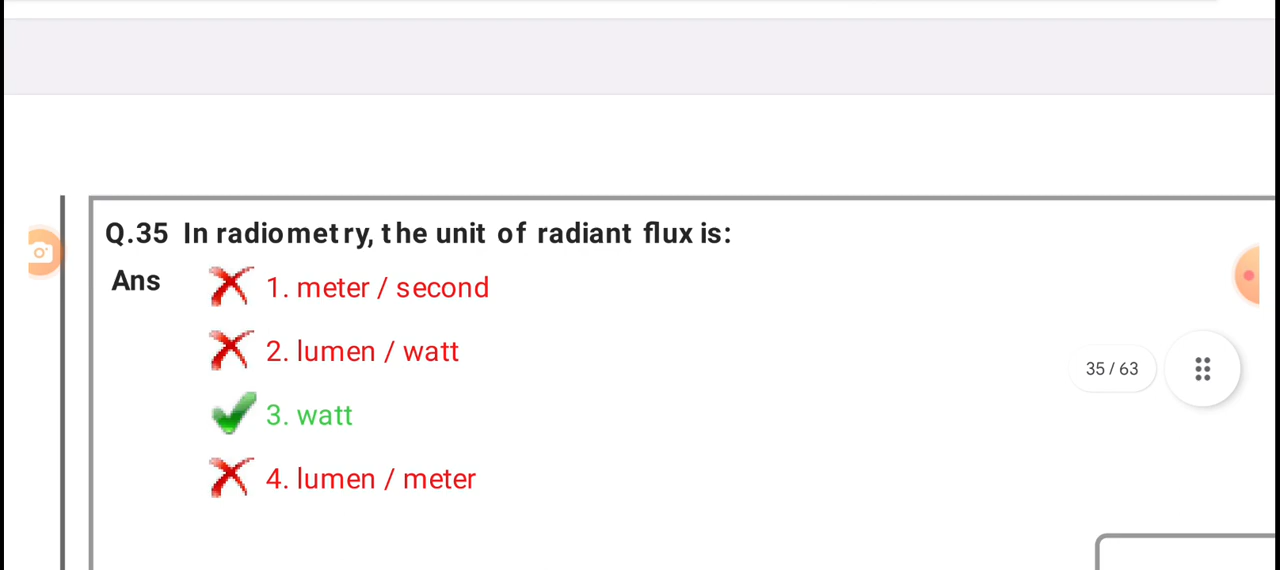 Q.35 In radiometry, the unit of radiant flux is:
Ans
1. meter / second
2. lumen / watt
35 / 63
3. watt
4. lumen / meter